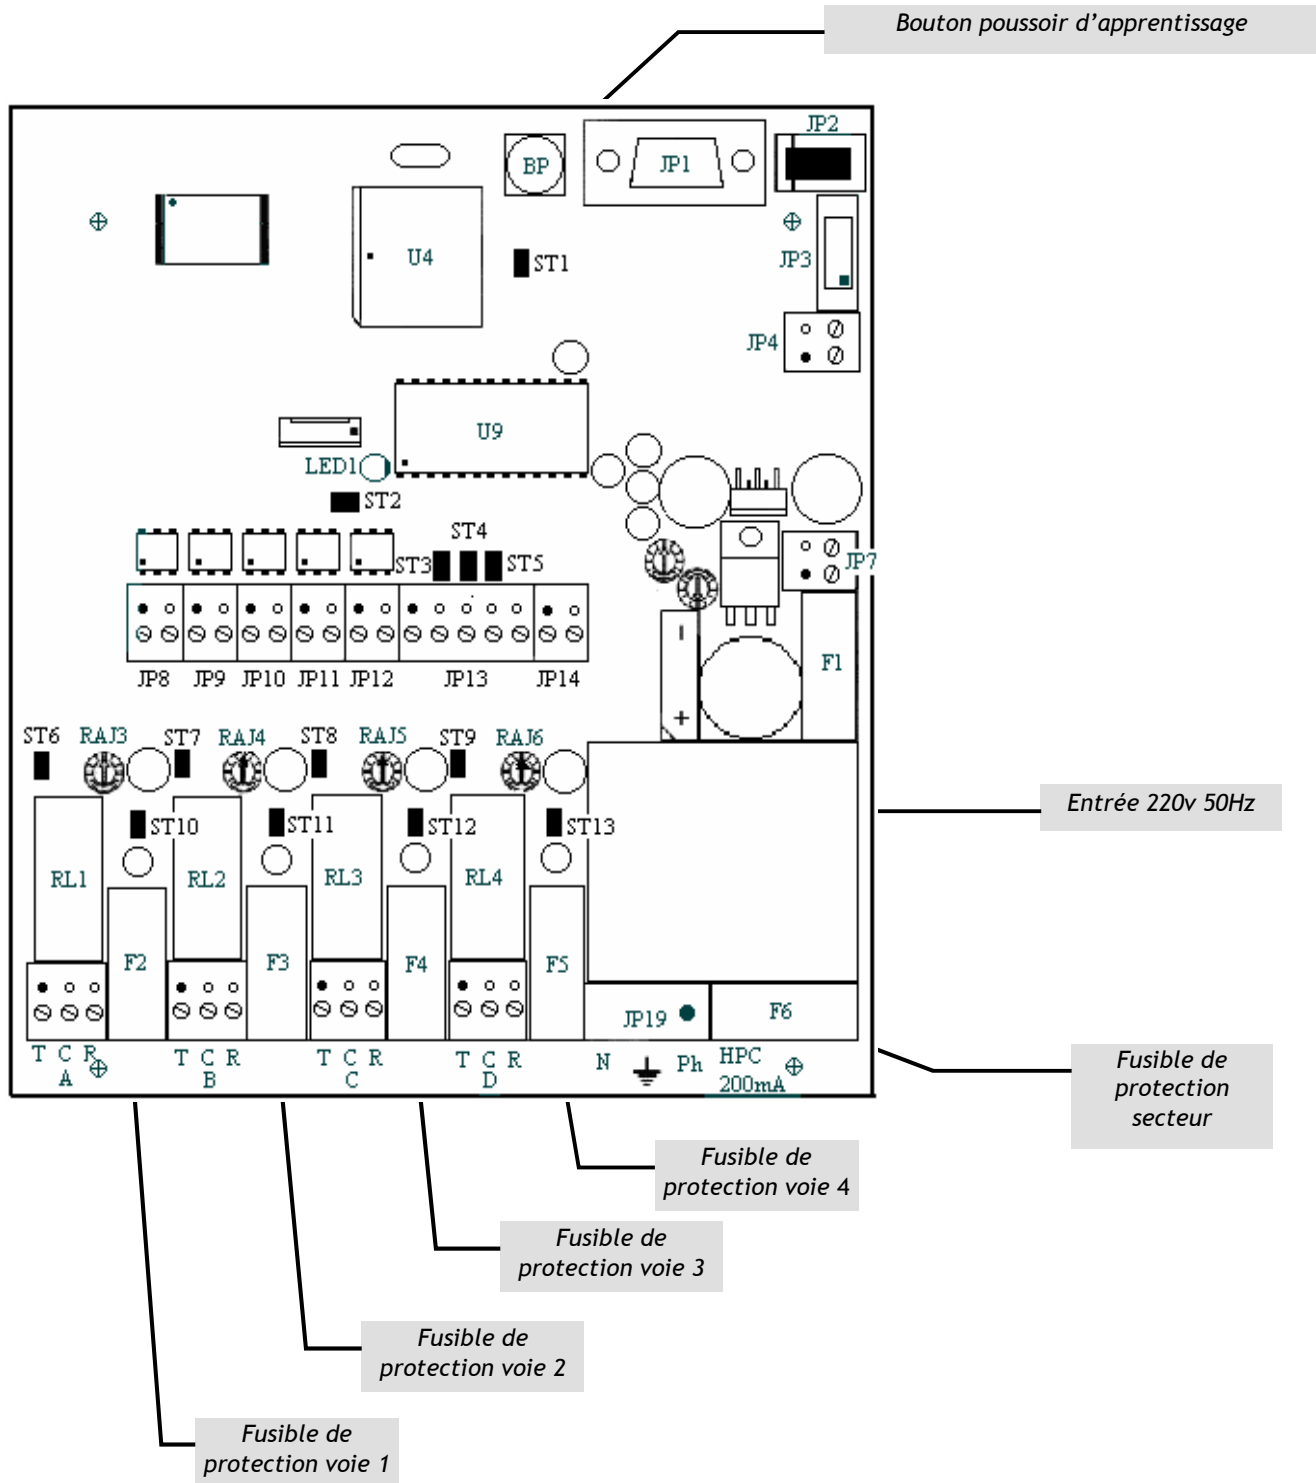 Bouton poussoir d'apprentissage
JP2
BP
JP1
U4
ST1
JP3
JP4
U9
LED1
ST2
ST4
ST3
ST5
JP7
F1
JP8 JP9 JP10 JP11 JP12 JP13 JP14
ST6 RAJ3 ST7 RAJ4 ST8 RAJ5 ST9 RAJ6
Entrée 220v 50Hz
ST10 ST11 ST12 ST13
RL1 RL2 RL3 RL4
F2 F3 F4 F5
JP19 F6
T C R T C R T C R T C R N Ph HPC
A B C D 200mA
Fusible de
protection
secteur
Fusible de
protection voie 4
Fusible de
protection voie 3
Fusible de
protection voie 2
Fusible de
protection voie 1